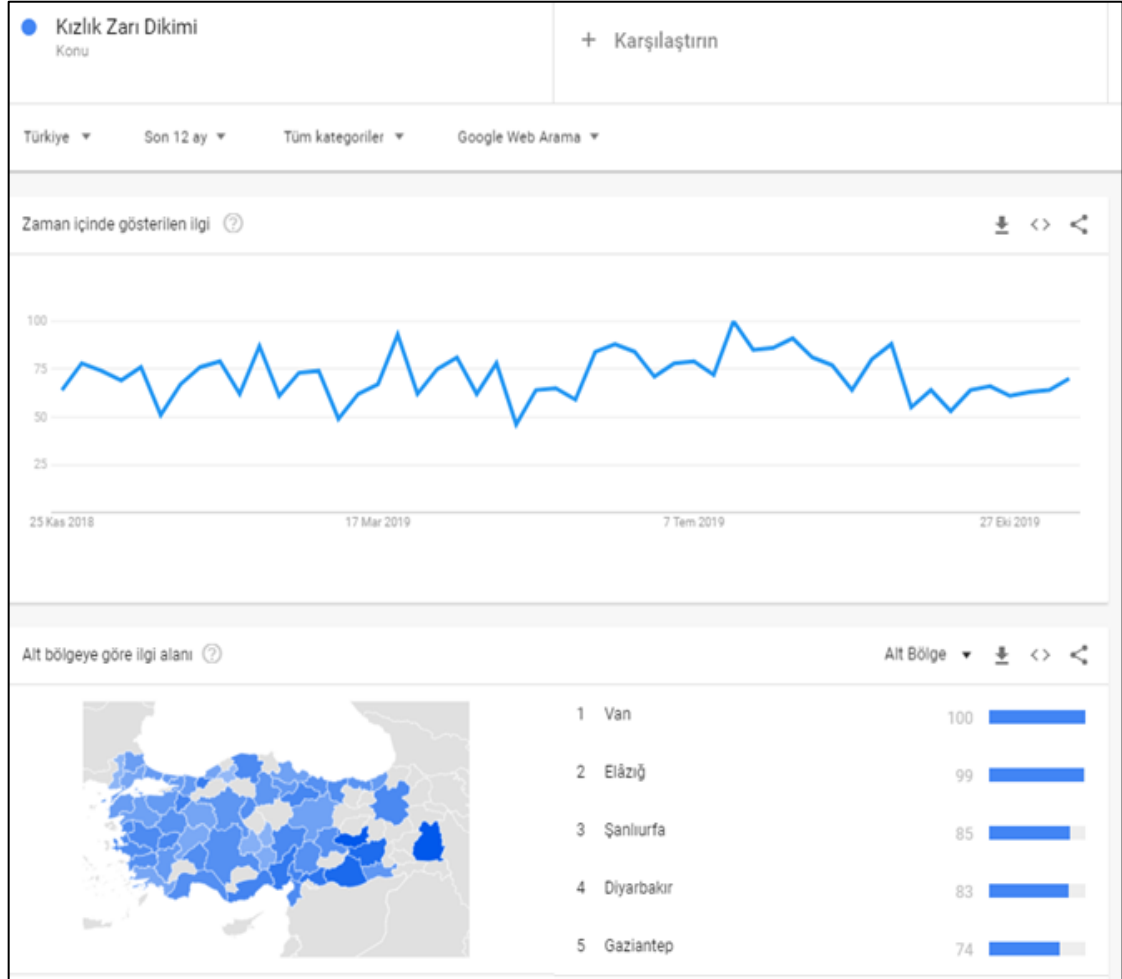 Kızlık Zarı Dikimi
Konu
+ Karşılaştırın
Türkiye
Son 12 ay
Tüm kategoriler
Google Web Arama
Zaman içinde gösterilen ilgi
100
75
50
25
25 Kas 2018
17 Mar 2019
7 Tem 2019
27 Eki 2019
Alt bölgeye göre ilgi alanı
Alt Bölge
1 Van 100
2 Elâzığ 99
3 Şanlıurfa 85
4 Diyarbakır 83
5 Gaziantep 74